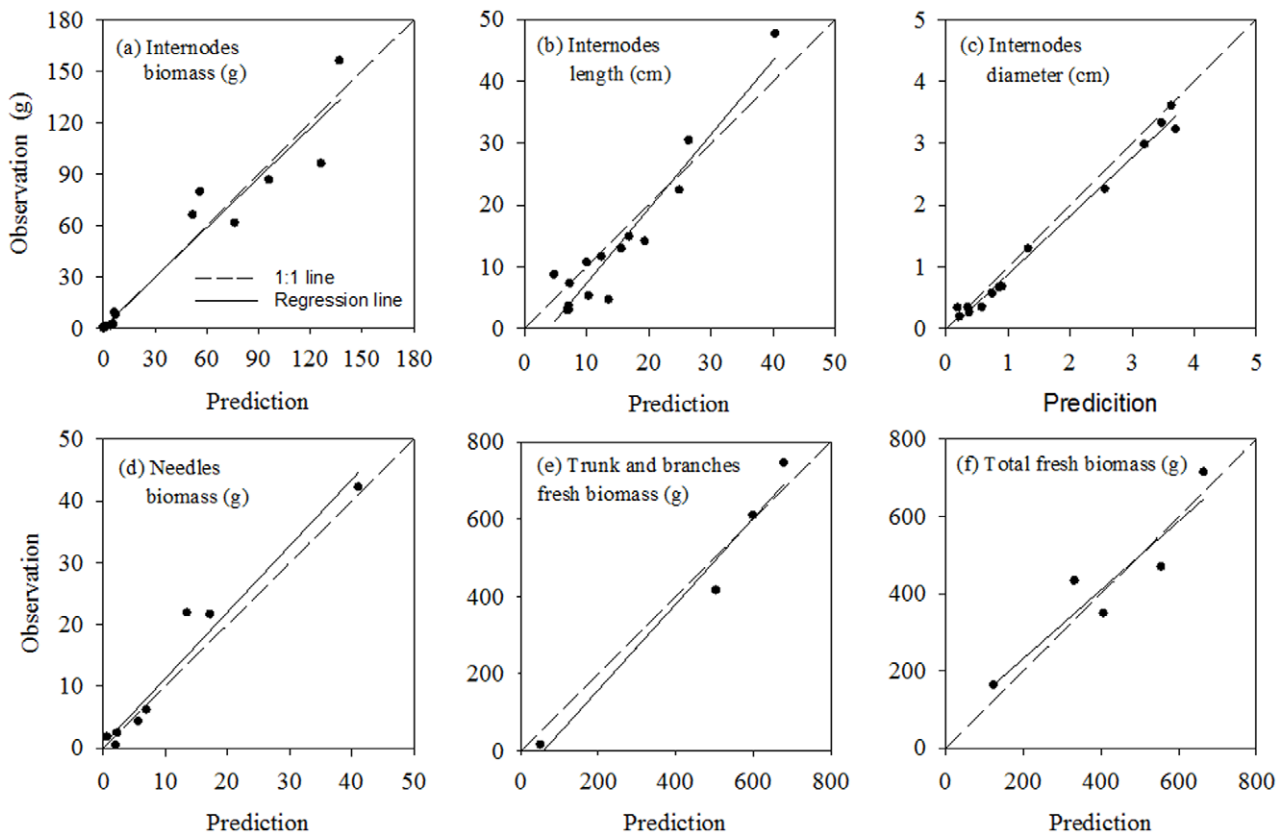 180
150
120
90
60
30
0
Observation (g)
(a) Internodes
biomass (g)
1:1 line
Regression line
0 30 60 90 120 150 180
Prediction
50
40
30
20
10
0
(b) Internodes
length (cm)
0 10 20 30 40 50
Prediction
5
4
3
2
1
0
(c) Internodes
diameter (cm)
0 1 2 3 4 5
Predicition
50
40
30
20
10
0
Observation
(d) Needles
biomass (g)
0 10 20 30 40 50
Prediction
800
600
400
200
0
(e) Trunk and branches
fresh biomass (g)
0 200 400 600 800
Prediction
800
600
400
200
0
(f) Total fresh biomass (g)
0 200 400 600 800
Prediction